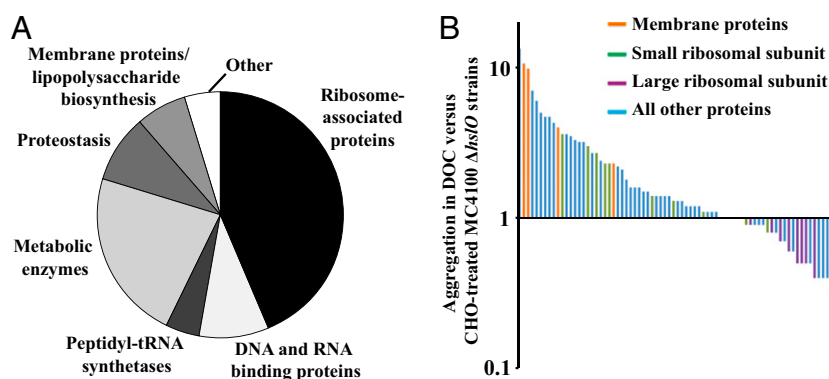 A
Membrane proteins/
lipopolysaccharide
biosynthesis
Other
Ribosome-
associated
proteins
Proteostasis
Metabolic
enzymes
Peptidyl-tRNA
synthetases
DNA and RNA
binding proteins
B
Aggregation in DOC versus
CHO-treated MC4100 ΔhslO strains
10
1
0.1
Membrane proteins
Small ribosomal subunit
Large ribosomal subunit
All other proteins